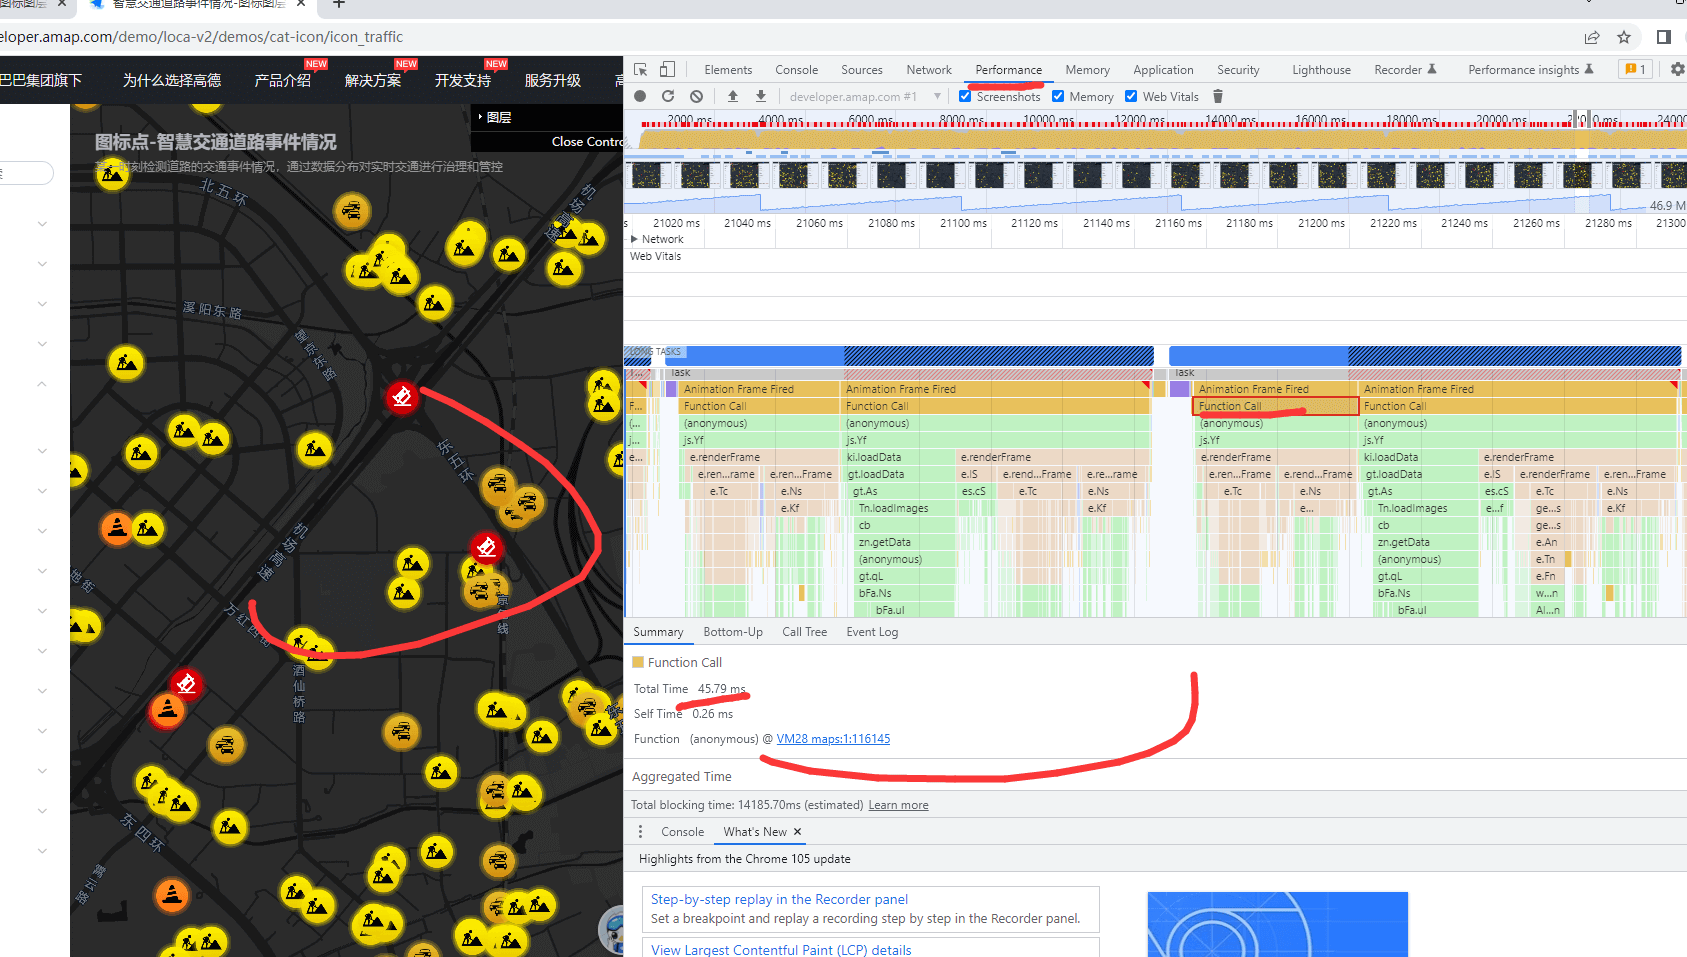 图标图层 ×
智慧交通道路事件情况-图标图层 ×
eloper.amap.com/demo/loca-v2/demos/cat-icon/icon_traffic
巴巴集团旗下 为什么选择高德 产品介绍 NEW 解决方案 NEW 开发支持 NEW 服务升级 高
图层
Close Contro
图标点-智慧交通道路事件情况
时刻检测道路的交通事件情况，通过数据分布对实时交通进行治理和管控
北五环
机场高速
溪阳东路
望京东路
东五环
机场高速
地街
万红西街
京包线
酒仙桥路
东四环
Elements Console Sources Network Performance Memory Application Security Lighthouse Recorder Performance insights 1
developer.amap.com #1 Screenshots Memory Web Vitals
2000 ms 4000 ms 6000 ms 8000 ms 10000 ms 12000 ms 14000 ms 16000 ms 18000 ms 20000 ms 24000
46.9 M
s 21020 ms 21040 ms 21060 ms 21080 ms 21100 ms 21120 ms 21140 ms 21160 ms 21180 ms 21200 ms 21220 ms 21240 ms 21260 ms 21280 ms 21300
Network
Web Vitals
LONG TASKS
T... Task Task
Animation Frame Fired Animation Frame Fired Animation Frame Fired Animation Frame Fired
F... Function Call Function Call Function Call Function Call
(... (anonymous) (anonymous) (anonymous) (anonymous)
j... js.Yf js.Yf js.Yf js.Yf
e... e.renderFrame ki.loadData e.renderFrame e.renderFrame ki.loadData e.renderFrame
e.ren...rame e.ren...Frame gt.loadData e.IS e.rend...Frame e.re...rame e.ren...Frame e.rend...Frame gt.loadData e.IS e.renderFrame e.ren...Frame
e.Tc e.Ns gt.As es.cS e.Tc e.Ns e.Tc e.Ns gt.As es.cS e.Tc e.Ns
e.Kf Tn.loadImages e.Kf e... Tn.loadImages e...f ge...s e.Kf
cb cb ge...s
zn.getData zn.getData e.An
(anonymous) (anonymous) e.Tn
gt.qL gt.qL e.Fn
bFa.Ns bFa.Ns w...n
bFa.ul bFa.ul Al...n
Summary Bottom-Up Call Tree Event Log
Function Call
Total Time 45.79 ms
Self Time 0.26 ms
Function (anonymous) @ VM28 maps:1:116145
Aggregated Time
Total blocking time: 14185.70ms (estimated) Learn more
Console What's New ×
Highlights from the Chrome 105 update
Step-by-step replay in the Recorder panel
Set a breakpoint and replay a recording step by step in the Recorder panel.
View Largest Contentful Paint (LCP) details